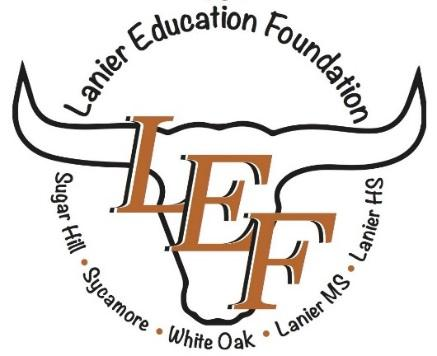 Lanier Education Foundation
LEF
Sugar Hill • Sycamore • White Oak • Lanier MS • Lanier HS